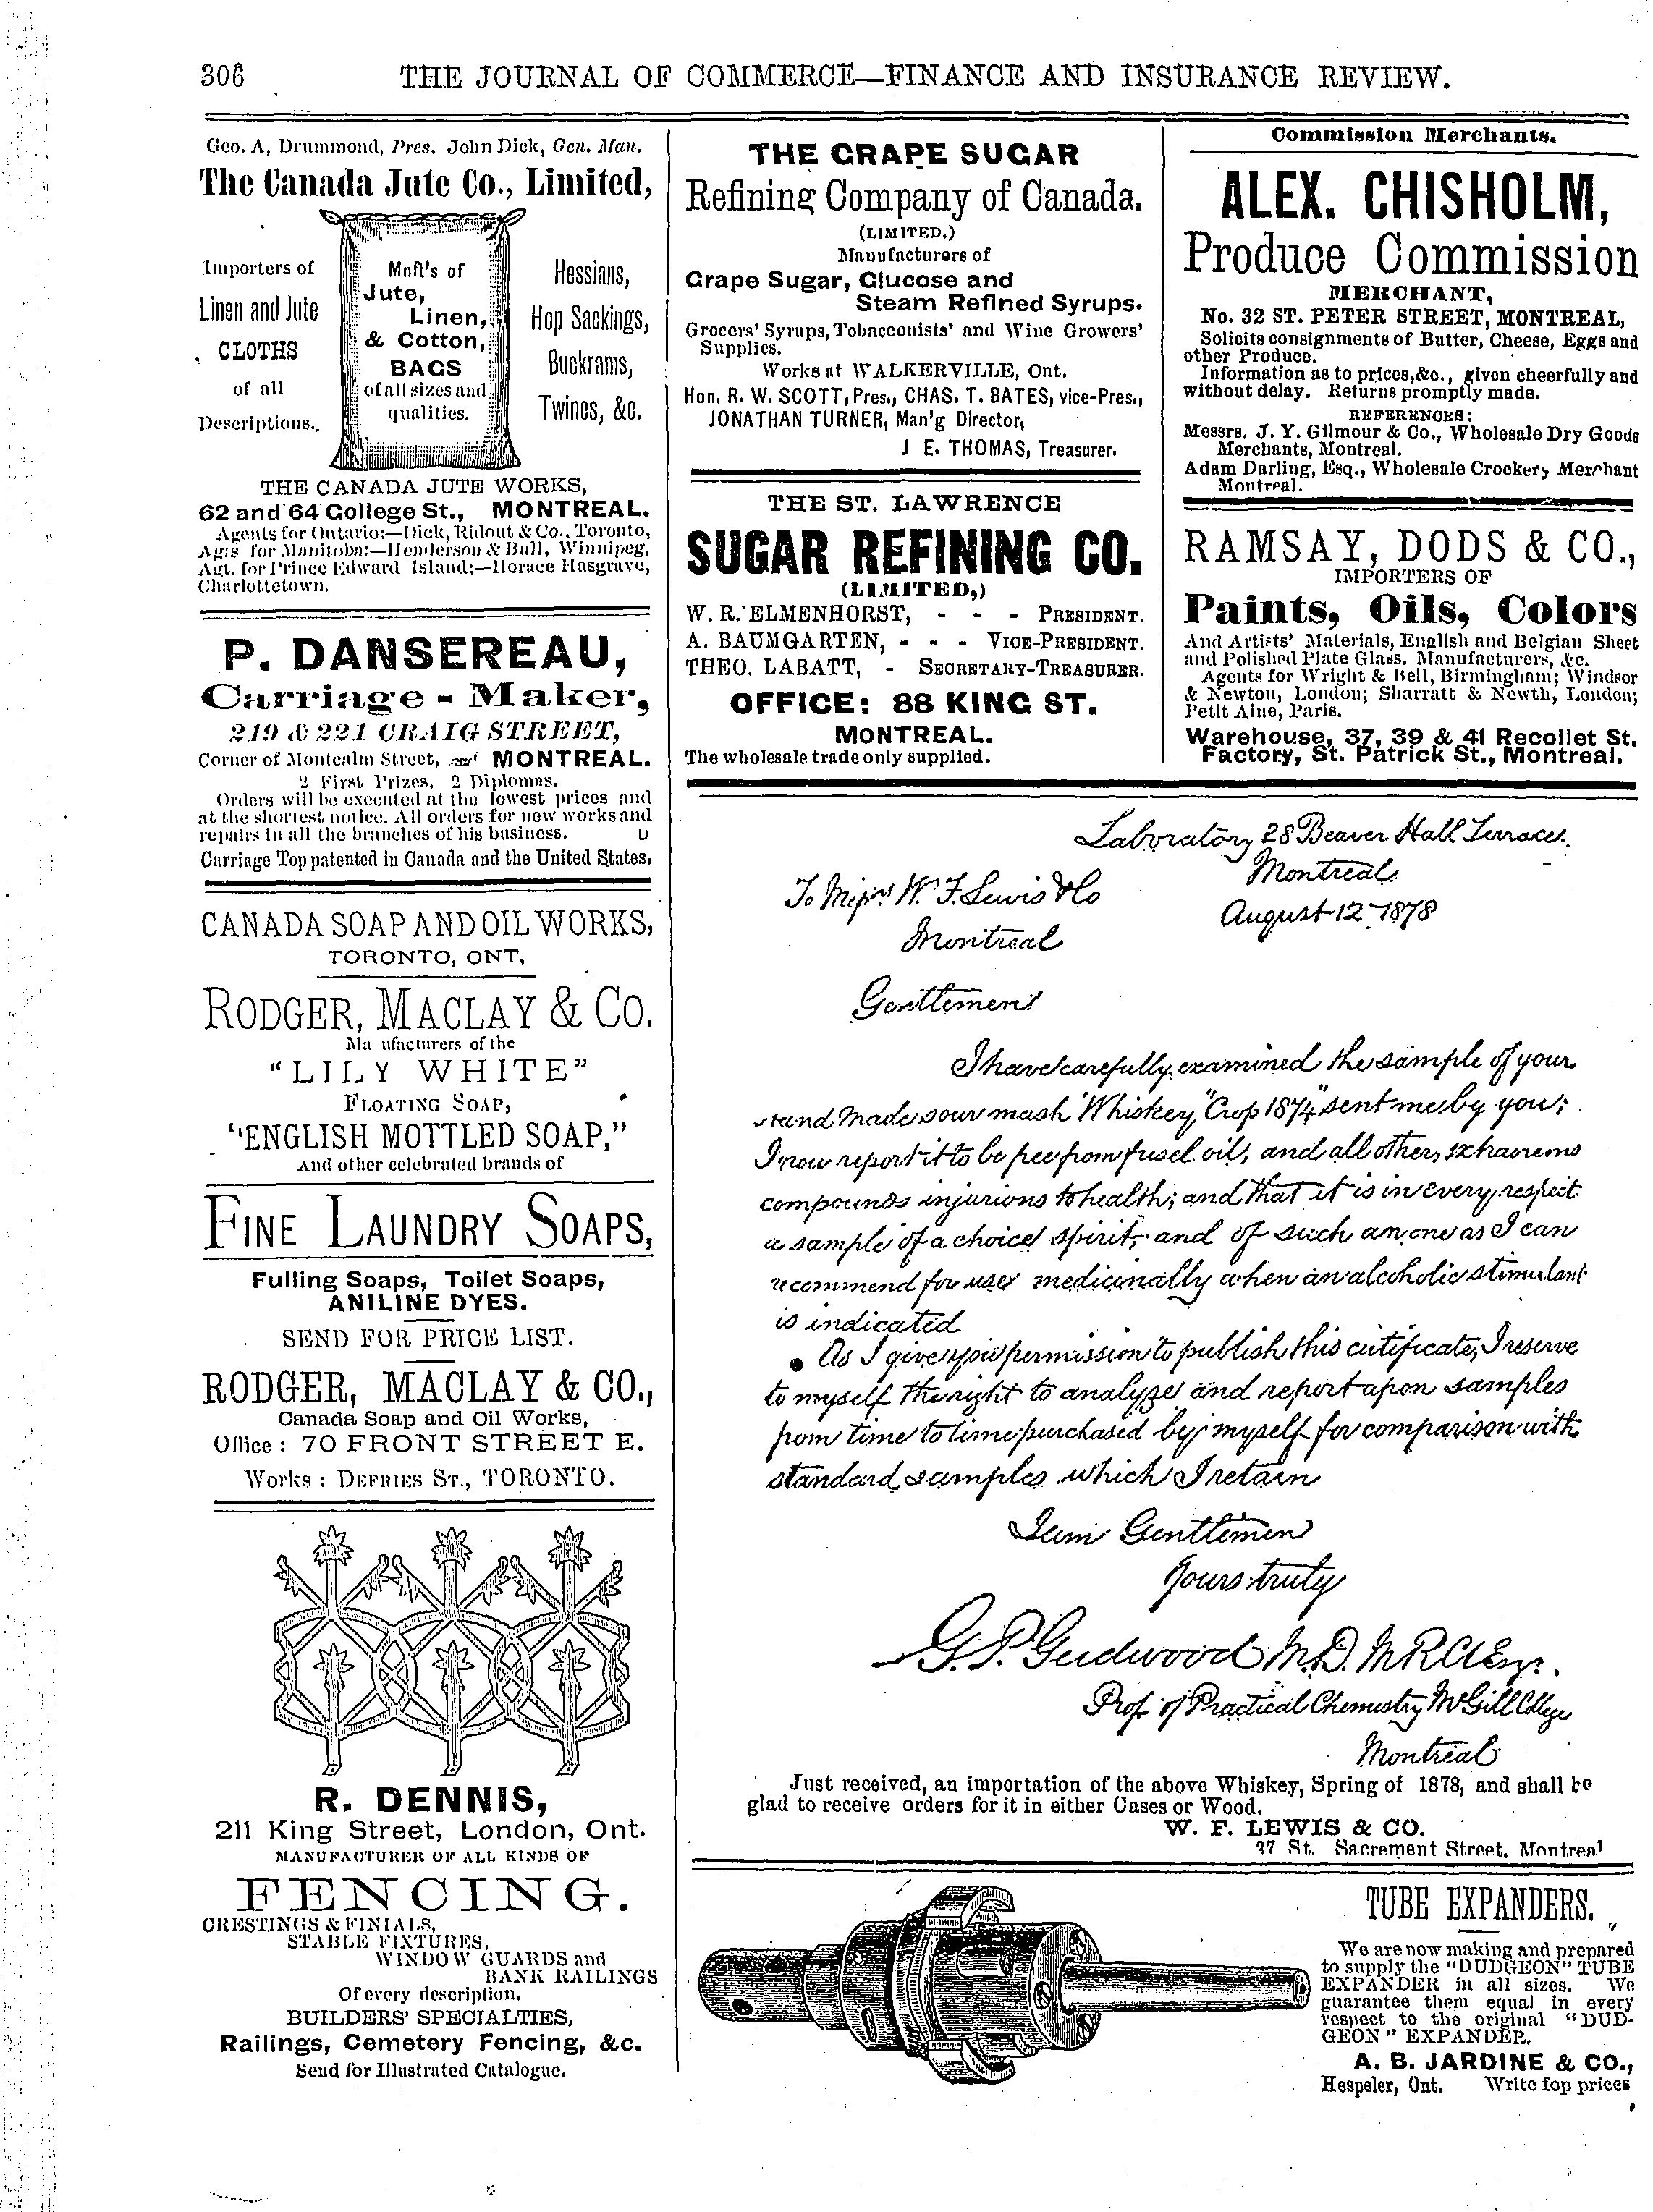 306 THE JOURNAL OF COMMERCE—FINANCE AND INSURANCE REVIEW.
Geo. A, Drummond, Pres. John Dick, Gen. Man.
The Canada Jute Co., Limited,
Importers of
Linen and Jute
CLOTHS
of all
Descriptions.
Mnft's of
Jute,
Linen,
& Cotton,
BAGS
of all sizes and
qualities.
Hessians,
Hop Sackings,
Buckrams,
Twines, &c.
THE CANADA JUTE WORKS,
62 and 64 College St., MONTREAL.
Agents for Ontario:—Dick, Ridout & Co., Toronto,
Agts for Manitoba:—Henderson & Bull, Winnipeg,
Agt. for Prince Edward Island:—Horace Hasgrave,
Charlottetown.
P. DANSEREAU,
Carriage-Maker,
219 & 221 CRAIG STREET,
Corner of Montcalm Street, MONTREAL.
2 First Prizes, 2 Diplomas.
Orders will be executed at the lowest prices and
at the shortest notice. All orders for new works and
repairs in all the branches of his business. D
Carriage Top patented in Canada and the United States.
CANADA SOAP AND OIL WORKS,
TORONTO, ONT.
RODGER, MACLAY & CO.
Ma ufacturers of the
"LILY WHITE"
FLOATING SOAP,
"ENGLISH MOTTLED SOAP,"
And other celebrated brands of
FINE LAUNDRY SOAPS,
Fulling Soaps, Toilet Soaps,
ANILINE DYES.
SEND FOR PRICE LIST.
RODGER, MACLAY & CO.,
Canada Soap and Oil Works,
Office: 70 FRONT STREET E.
Works: DEFRIES ST., TORONTO.
R. DENNIS,
211 King Street, London, Ont.
MANUFACTURER OF ALL KINDS OF
FENCING.
CRESTINGS & FINIALS,
STABLE FIXTURES,
WINDOW GUARDS and
BANK RAILINGS
Of every description.
BUILDERS' SPECIALTIES,
Railings, Cemetery Fencing, &c.
Send for Illustrated Catalogue.
THE GRAPE SUGAR
Refining Company of Canada.
(LIMITED.)
Manufacturers of
Grape Sugar, Glucose and
Steam Refined Syrups.
Grocers' Syrups, Tobacconists' and Wine Growers'
Supplies.
Works at WALKERVILLE, Ont.
Hon. R. W. SCOTT, Pres., CHAS. T. BATES, vice-Pres.,
JONATHAN TURNER, Man'g Director,
J E. THOMAS, Treasurer.
THE ST. LAWRENCE
SUGAR REFINING CO.
(LIMITED,)
W. R. ELMENHORST, - - - PRESIDENT.
A. BAUMGARTEN, - - - VICE-PRESIDENT.
THEO. LABATT, - SECRETARY-TREASURER.
OFFICE: 88 KING ST.
MONTREAL.
The wholesale trade only supplied.
Commission Merchants.
ALEX. CHISHOLM,
Produce Commission
MERCHANT,
No. 32 ST. PETER STREET, MONTREAL,
Solicits consignments of Butter, Cheese, Eggs and
other Produce.
Information as to prices, &c., given cheerfully and
without delay. Returns promptly made.
REFERENCES:
Messrs. J. Y. Gilmour & Co., Wholesale Dry Goods
Merchants, Montreal.
Adam Darling, Esq., Wholesale Crockery Merchant
Montreal.
RAMSAY, DODS & CO.,
IMPORTERS OF
Paints, Oils, Colors
And Artists' Materials, English and Belgian Sheet
and Polished Plate Glass. Manufacturers, &c.
Agents for Wright & Bell, Birmingham; Windsor
& Newton, London; Sharratt & Newth, London;
Petit Aine, Paris.
Warehouse, 37, 39 & 41 Recollet St.
Factory, St. Patrick St., Montreal.
Laboratory 28 Beaver Hall Terrace.
Montreal
August 12 1878
To Messrs W. F. Lewis & Co
Montreal
Gentlemen
I have carefully examined the sample of your
Hand Made sour mash Whiskey, "Crop 1874" sent me by you;
I now report it to be free from fusel oil, and all other extraneous
compounds injurious to health; and that it is in every respect
a sample of a choice spirit, and of such an one as I can
recommend for use medicinally when an alcoholic stimulant
is indicated
As I give you permission to publish this certificate, I reserve
to myself the right to analyze and report upon samples
from time to time purchased by myself for comparison with
standard samples which I retain
I am Gentlemen
Yours truly
G. P. Girdwood M.D. M.R.C.S. Eng.
Prof of Practical Chemistry McGill College
Montreal
Just received, an importation of the above Whiskey, Spring of 1878, and shall be
glad to receive orders for it in either Cases or Wood.
W. F. LEWIS & CO.
37 St. Sacrement Street, Montreal
TUBE EXPANDERS.
We are now making and prepared
to supply the "DUDGEON" TUBE
EXPANDER in all sizes. We
guarantee them equal in every
respect to the original "DUD-
GEON" EXPANDER.
A. B. JARDINE & CO.,
Hespeler, Ont. Write fop prices